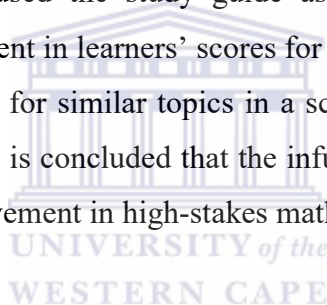 used the study guide as
ent in learners' scores for
for similar topics in a sc
is concluded that the infu
vement in high-stakes math
UNIVERSITY of the
WESTERN CAPE